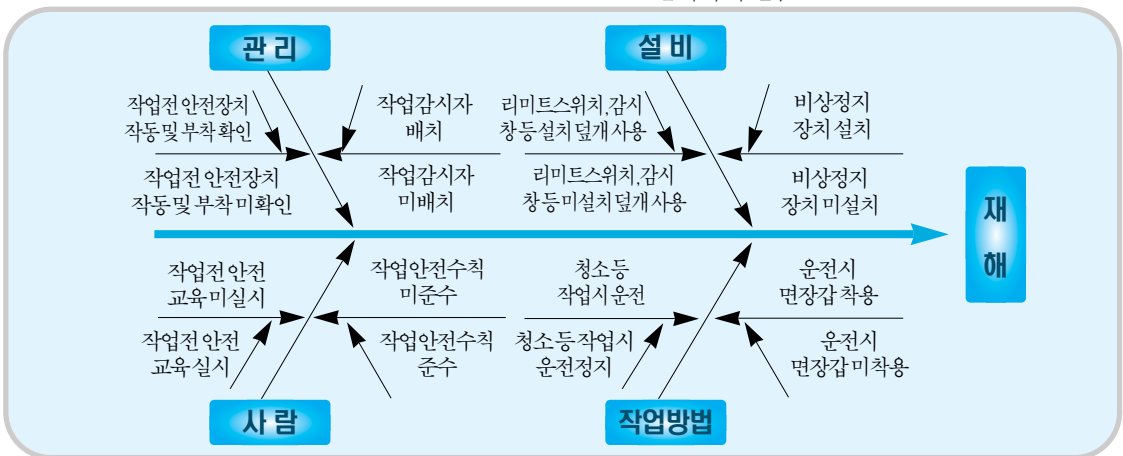 관 리
설 비
작업전 안전장치
작동 및 부착 확인
작업감시자
배치
리미트스위치,감시
창 등 설치 덮개 사용
비상정지
장치 설치
작업전 안전장치
작동 및 부착 미확인
작업감시자
미배치
리미트스위치,감시
창 등 미설치 덮개 사용
비상정지
장치 미설치
재
해
작업전 안전
교육 미실시
작업안전수칙
미준수
청소 등
작업시 운전
운전시
면장갑 착용
작업전 안전
교육 실시
작업안전수칙
준수
청소 등 작업시
운전정지
운전시
면장갑 미착용
사 람
작업방법